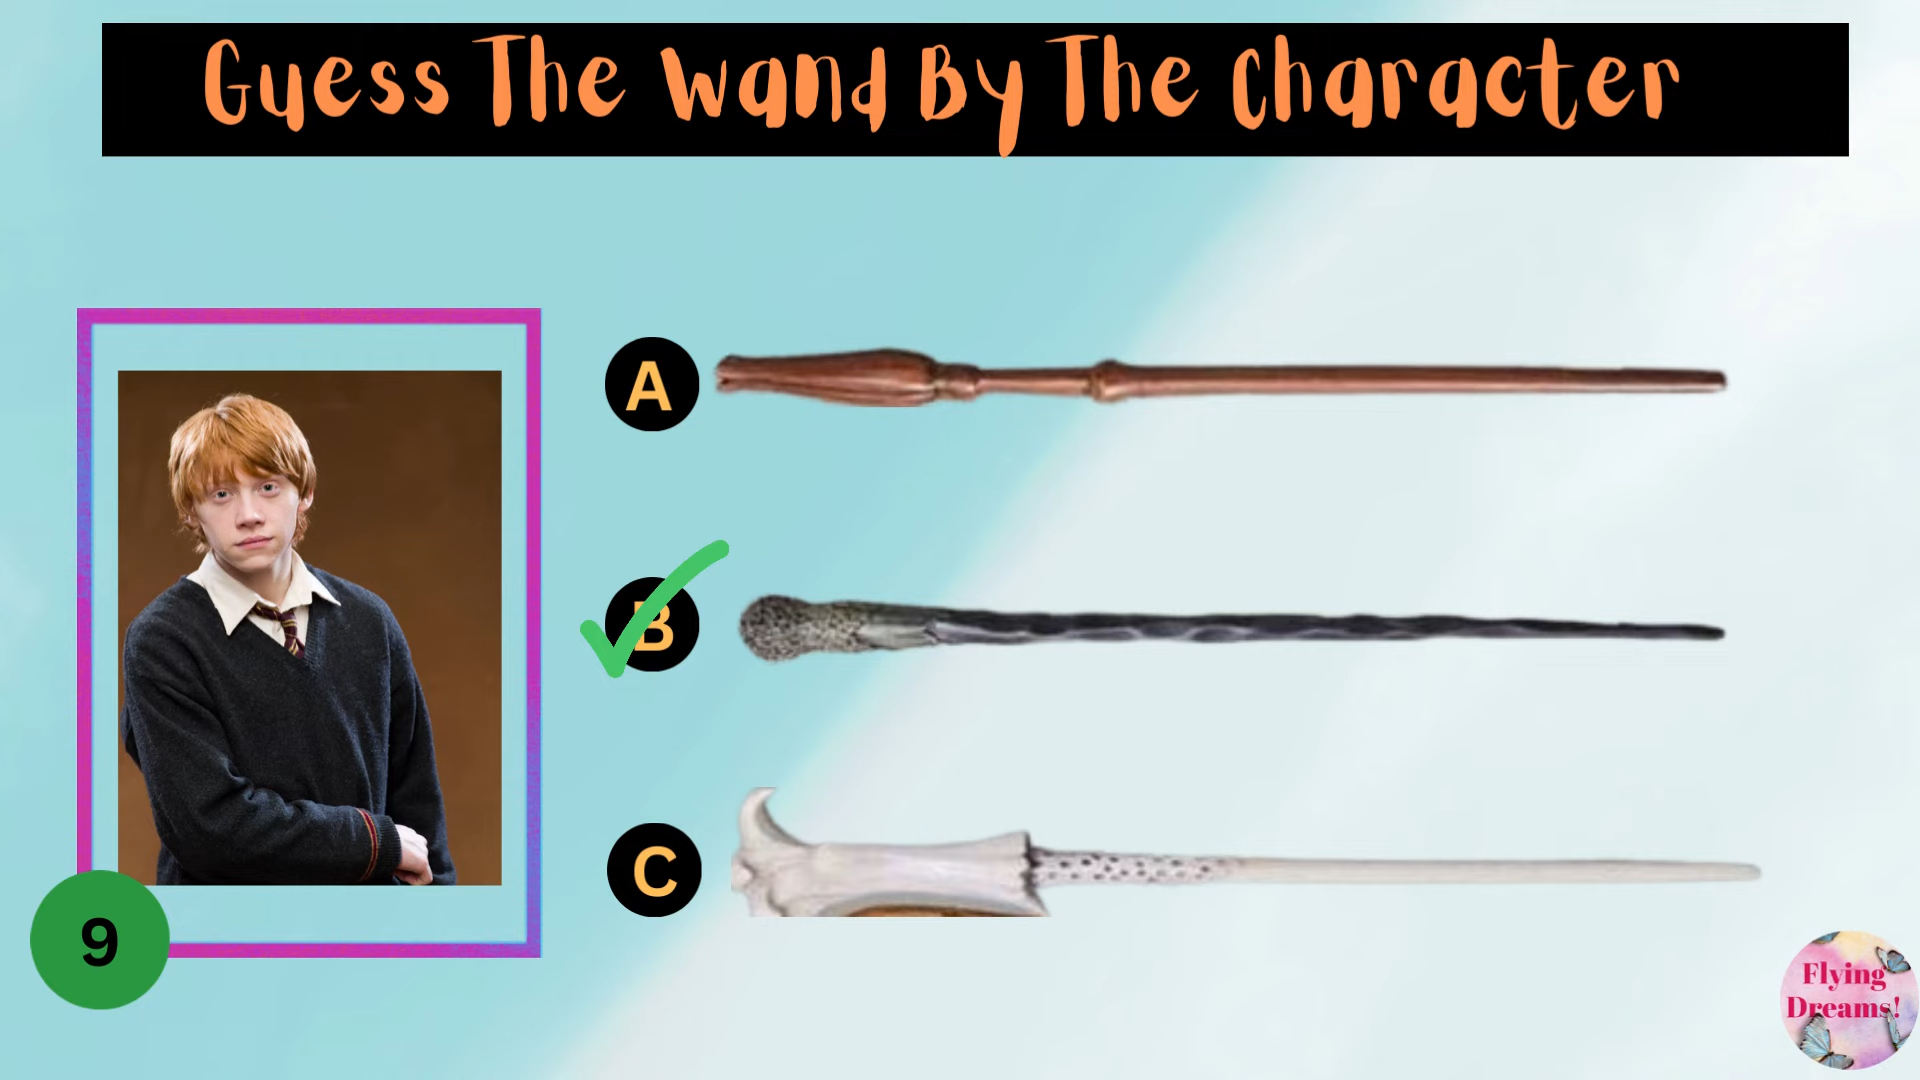 Guess The Wand By The Character
A
B
C
9
Flying
Dreams!